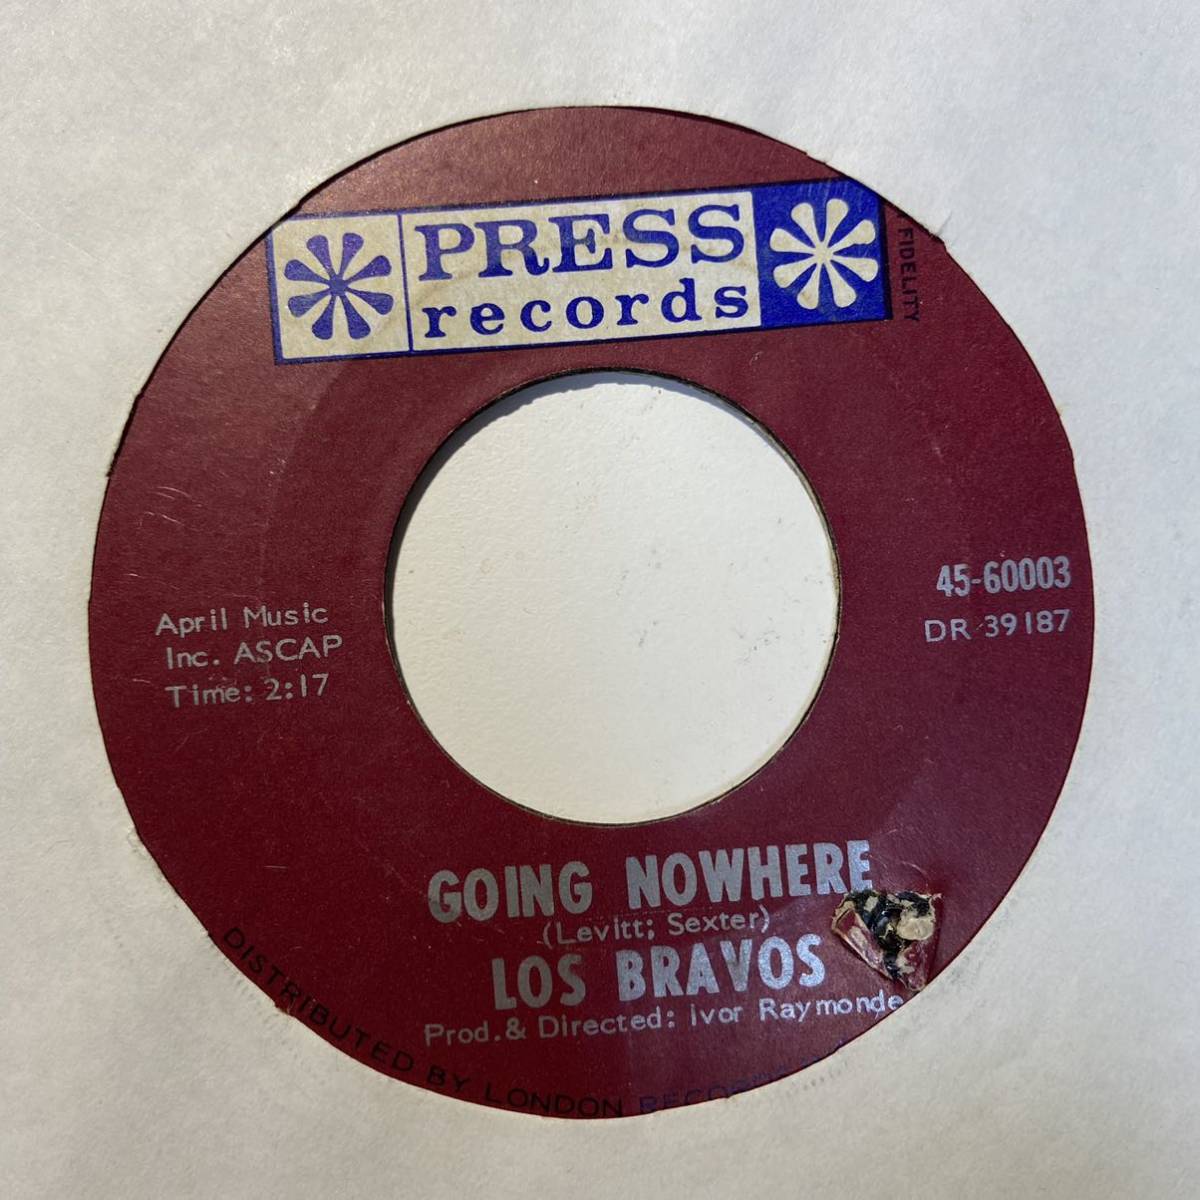 PRESS
records
FIDELITY
45-60003
DR 39187
April Music
Inc. ASCAP
Time: 2:17
GOING NOWHERE
(Levitt; Sexter)
LOS BRAVOS
Prod. & Directed: Ivor Raymonde
DISTRIBUTED BY LONDON RECORDS